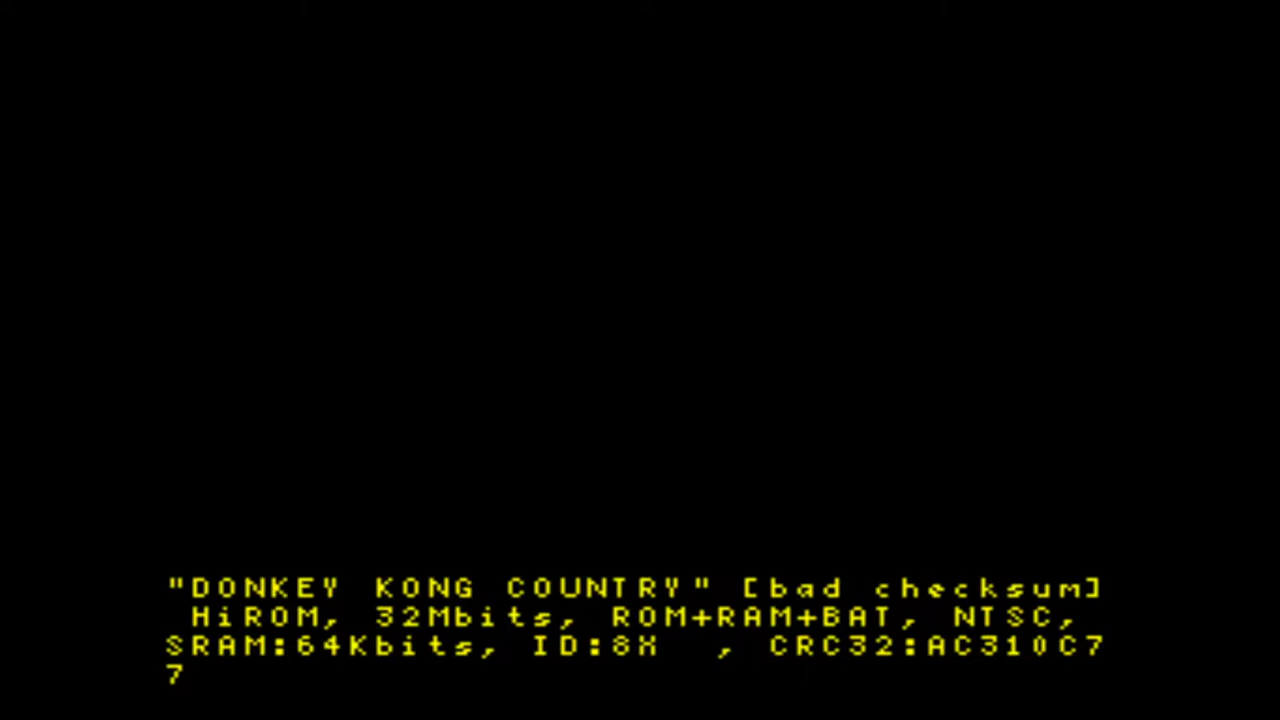 "DONKEY KONG COUNTRY" [bad checksum]
HiROM, 32Mbits, ROM+RAM+BAT, NTSC,
SRAM:64Kbits, ID:8X  , CRC32:AC310C7
7